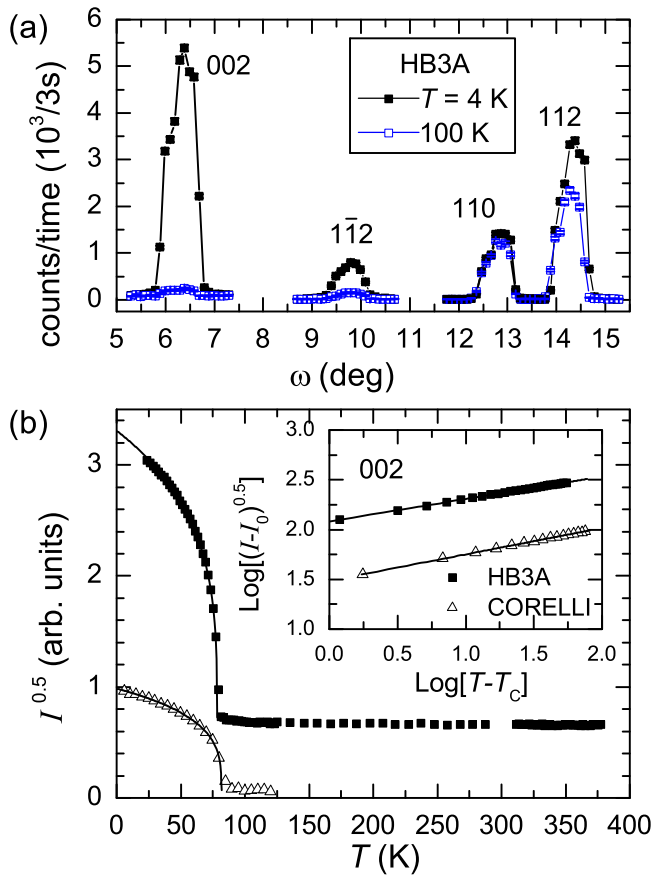 (a)
6
5
4
3
2
1
0
counts/time (10³/3s)
002
HB3A
T = 4 K
100 K
11̄2
110
112
5 6 7 8 9 10 11 12 13 14 15
ω (deg)
(b)
3
2
1
0
I^0.5 (arb. units)
3.0
2.5
2.0
1.5
1.0
Log[(I-I₀)^0.5]
002
HB3A
CORELLI
0.0 0.5 1.0 1.5 2.0
Log[T-T_C]
0 50 100 150 200 250 300 350 400
T (K)